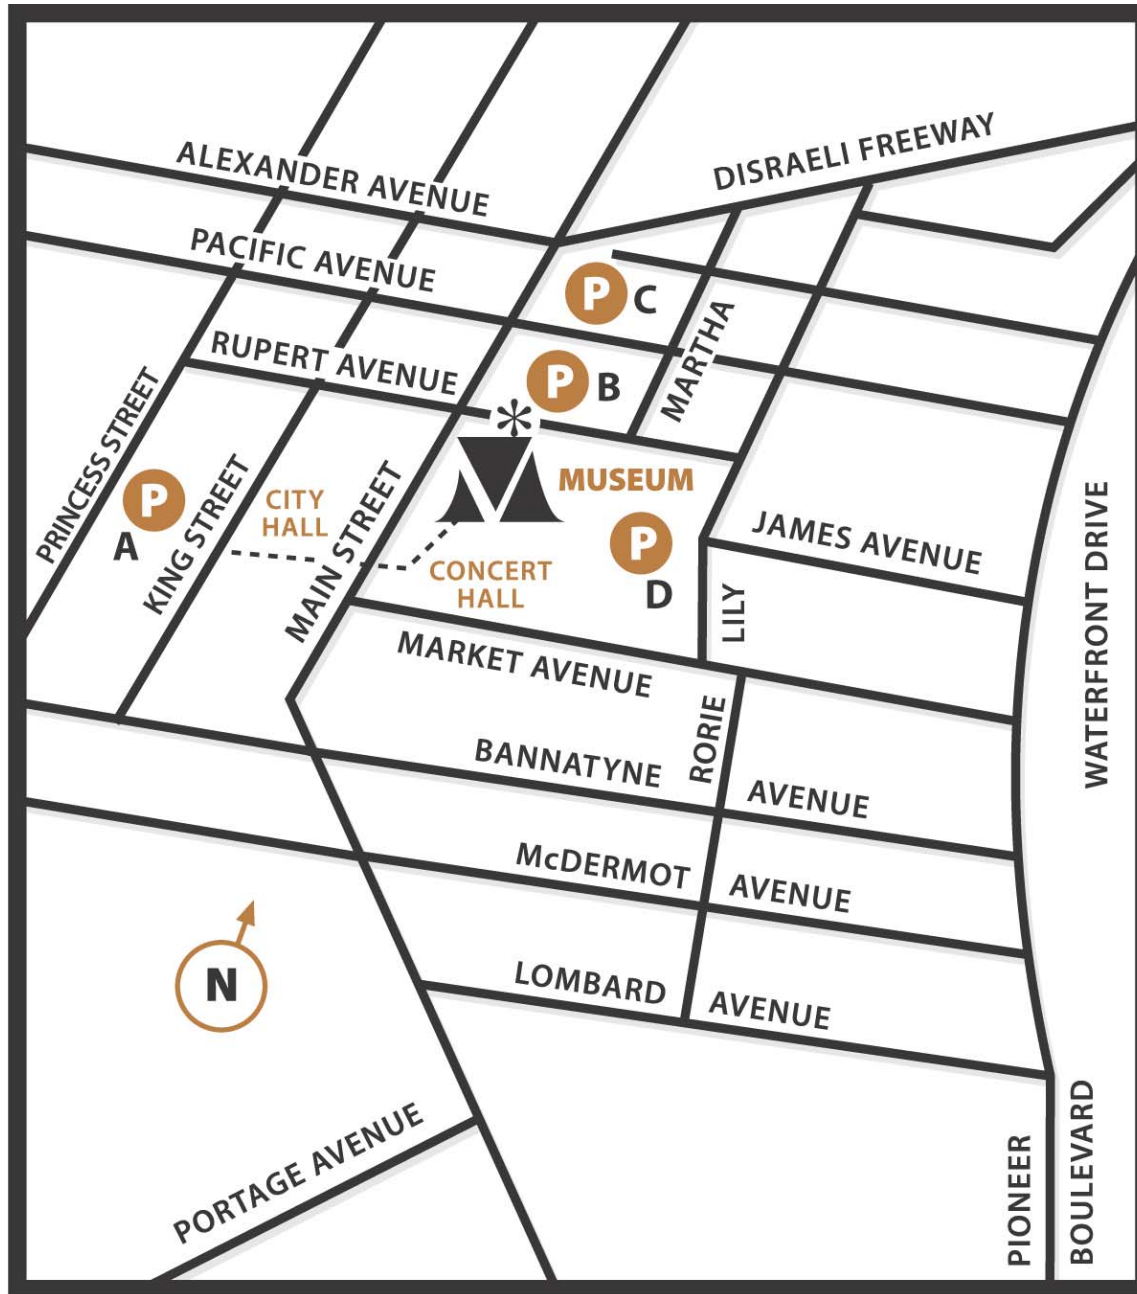 DISRAELI FREEWAY
ALEXANDER AVENUE
PACIFIC AVENUE
P C
RUPERT AVENUE
MARTHA
P B
*
PRINCESS STREET
P
A
KING STREET
CITY
HALL
MAIN STREET
MUSEUM
CONCERT
HALL
P
D
JAMES AVENUE
LILY
WATERFRONT DRIVE
MARKET AVENUE
RORIE
BANNATYNE AVENUE
McDERMOT AVENUE
N
LOMBARD AVENUE
PORTAGE AVENUE
PIONEER
BOULEVARD